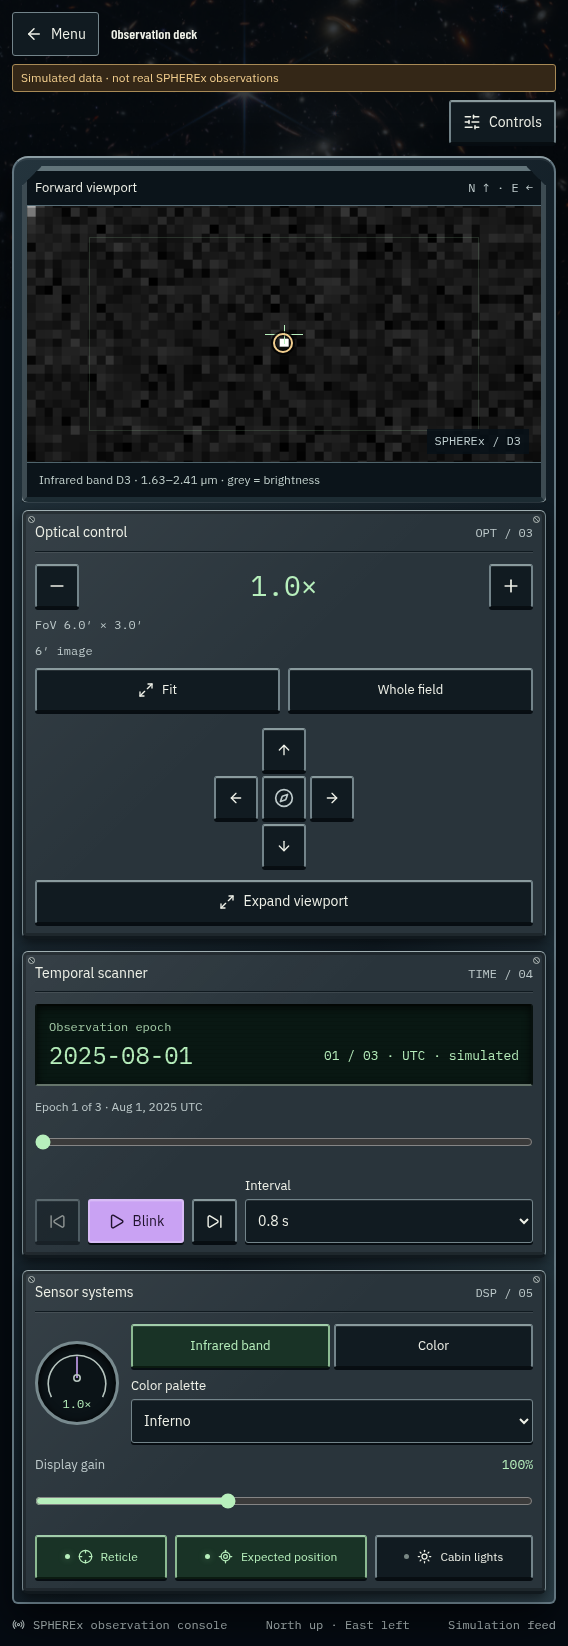 Menu
Observation deck
Simulated data · not real SPHEREx observations
Controls
Forward viewport
N ↑ · E ←
SPHEREx / D3
Infrared band D3 · 1.63–2.41 µm · grey = brightness
Optical control
OPT / 03
1.0×
FoV 6.0′ × 3.0′
6′ image
Fit
Whole field
Expand viewport
Temporal scanner
TIME / 04
Observation epoch
2025-08-01
01 / 03 · UTC · simulated
Epoch 1 of 3 · Aug 1, 2025 UTC
Interval
Blink
0.8 s
Sensor systems
DSP / 05
Infrared band
Color
1.0×
Color palette
Inferno
Display gain
100%
Reticle
Expected position
Cabin lights
SPHEREx observation console
North up · East left
Simulation feed